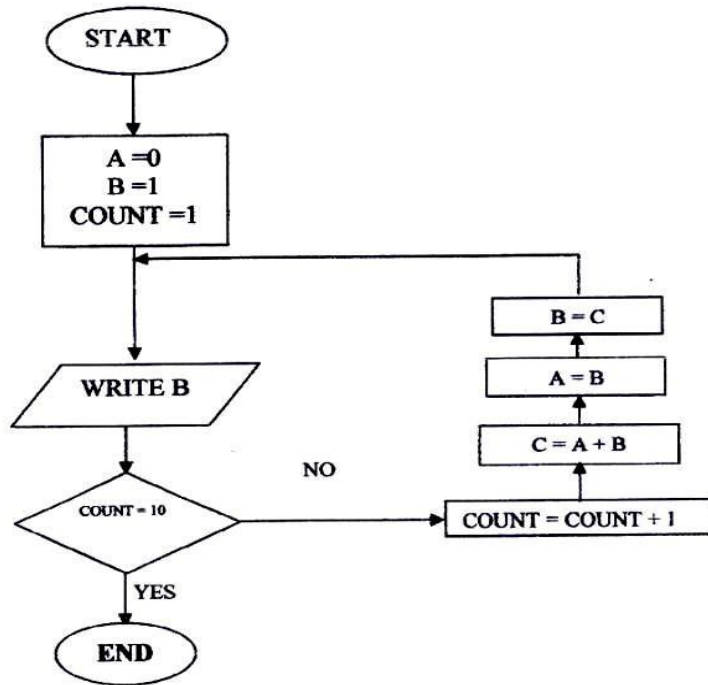 START
A =0
B =1
COUNT =1
WRITE B
COUNT = 10
NO
COUNT = COUNT + 1
C = A + B
A = B
B = C
YES
END